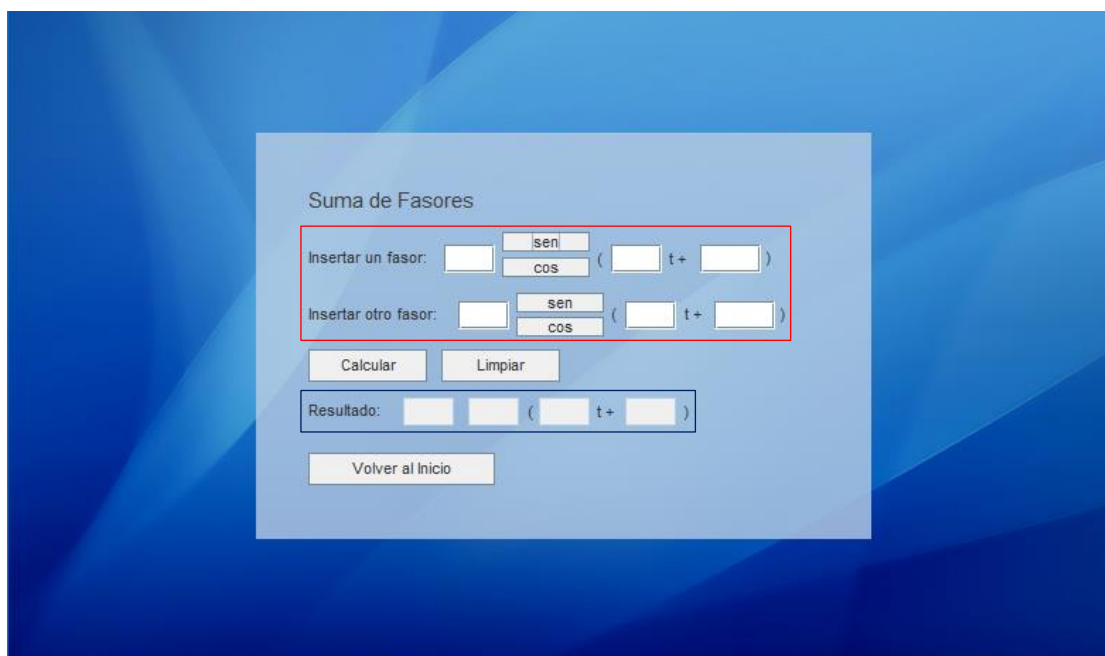 Suma de Fasores
sen
Insertar un fasor: ( t + )
cos
sen
Insertar otro fasor: ( t + )
cos
Calcular Limpiar
Resultado: ( t + )
Volver al Inicio